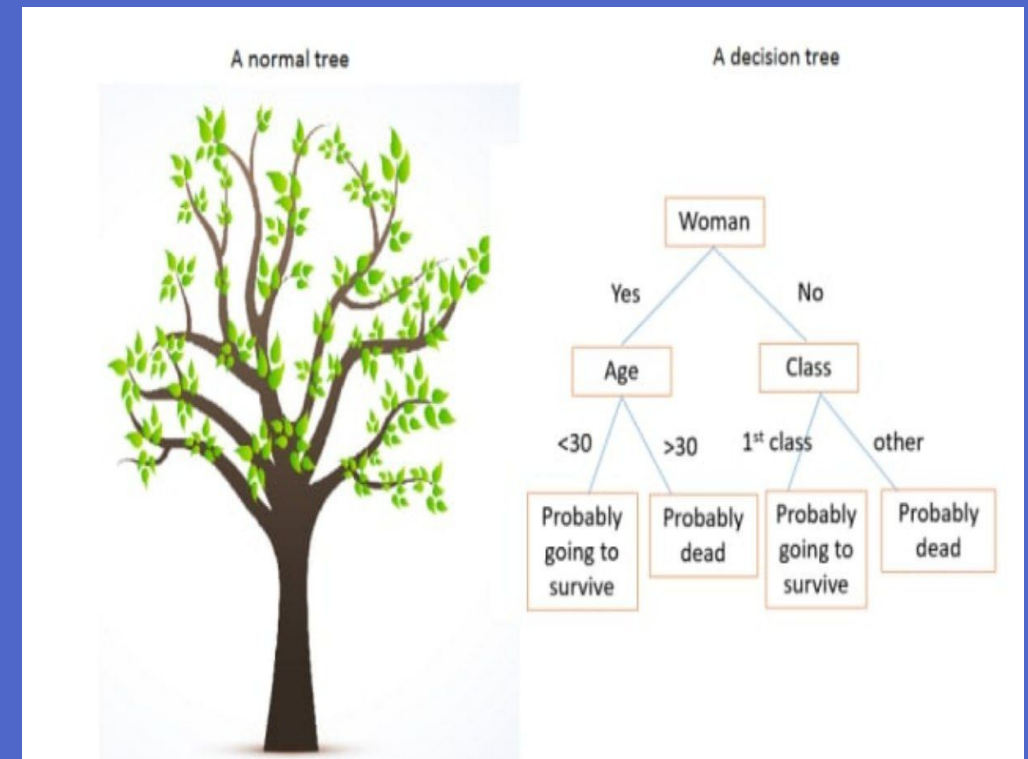 A normal tree
A decision tree
Woman
Yes
No
Age
Class
<30
>30
1st class
other
Probably
going to
survive
Probably
dead
Probably
going to
survive
Probably
dead